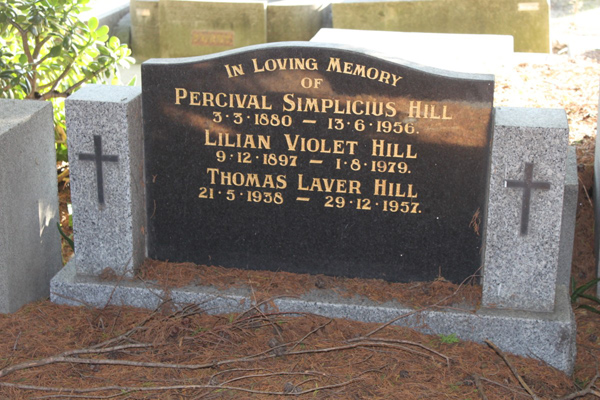 In Loving Memory
of
Percival Simplicius Hill
3·3·1880 – 13·6·1956.
Lilian Violet Hill
9·12·1897 – 1·8·1979.
Thomas Laver Hill
21·5·1938 – 29·12·1957.